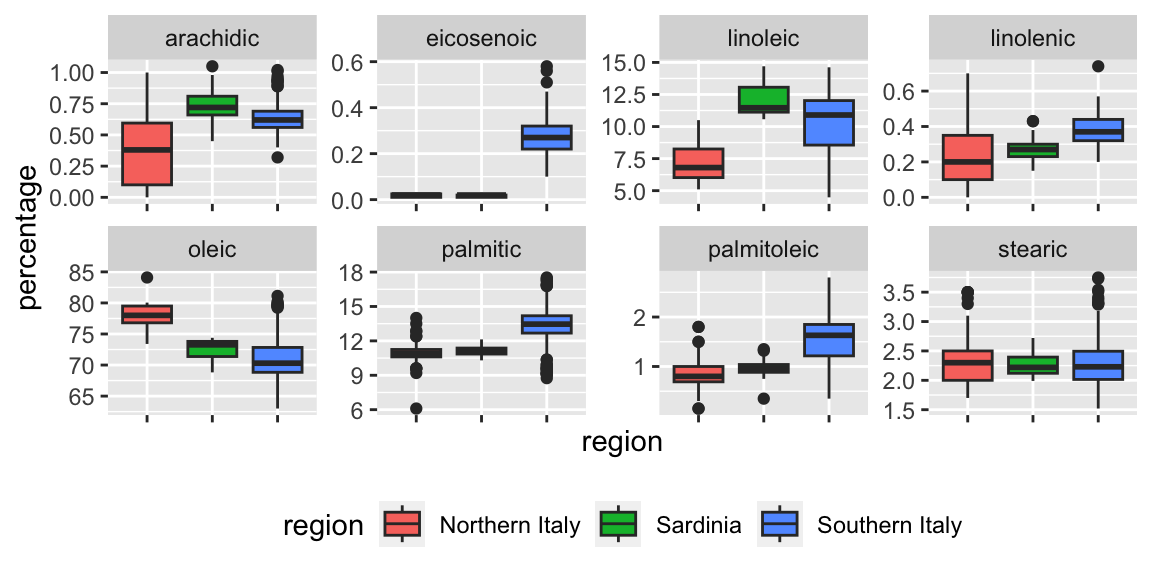 arachidic eicosenoic linoleic linolenic
1.00 0.75 0.50 0.25 0.00
0.6 0.4 0.2 0.0
15.0 12.5 10.0 7.5 5.0
0.6 0.4 0.2 0.0
percentage
oleic palmitic palmitoleic stearic
85 80 75 70 65
18 15 12 9 6
2 1
3.5 3.0 2.5 2.0 1.5
region
region Northern Italy Sardinia Southern Italy